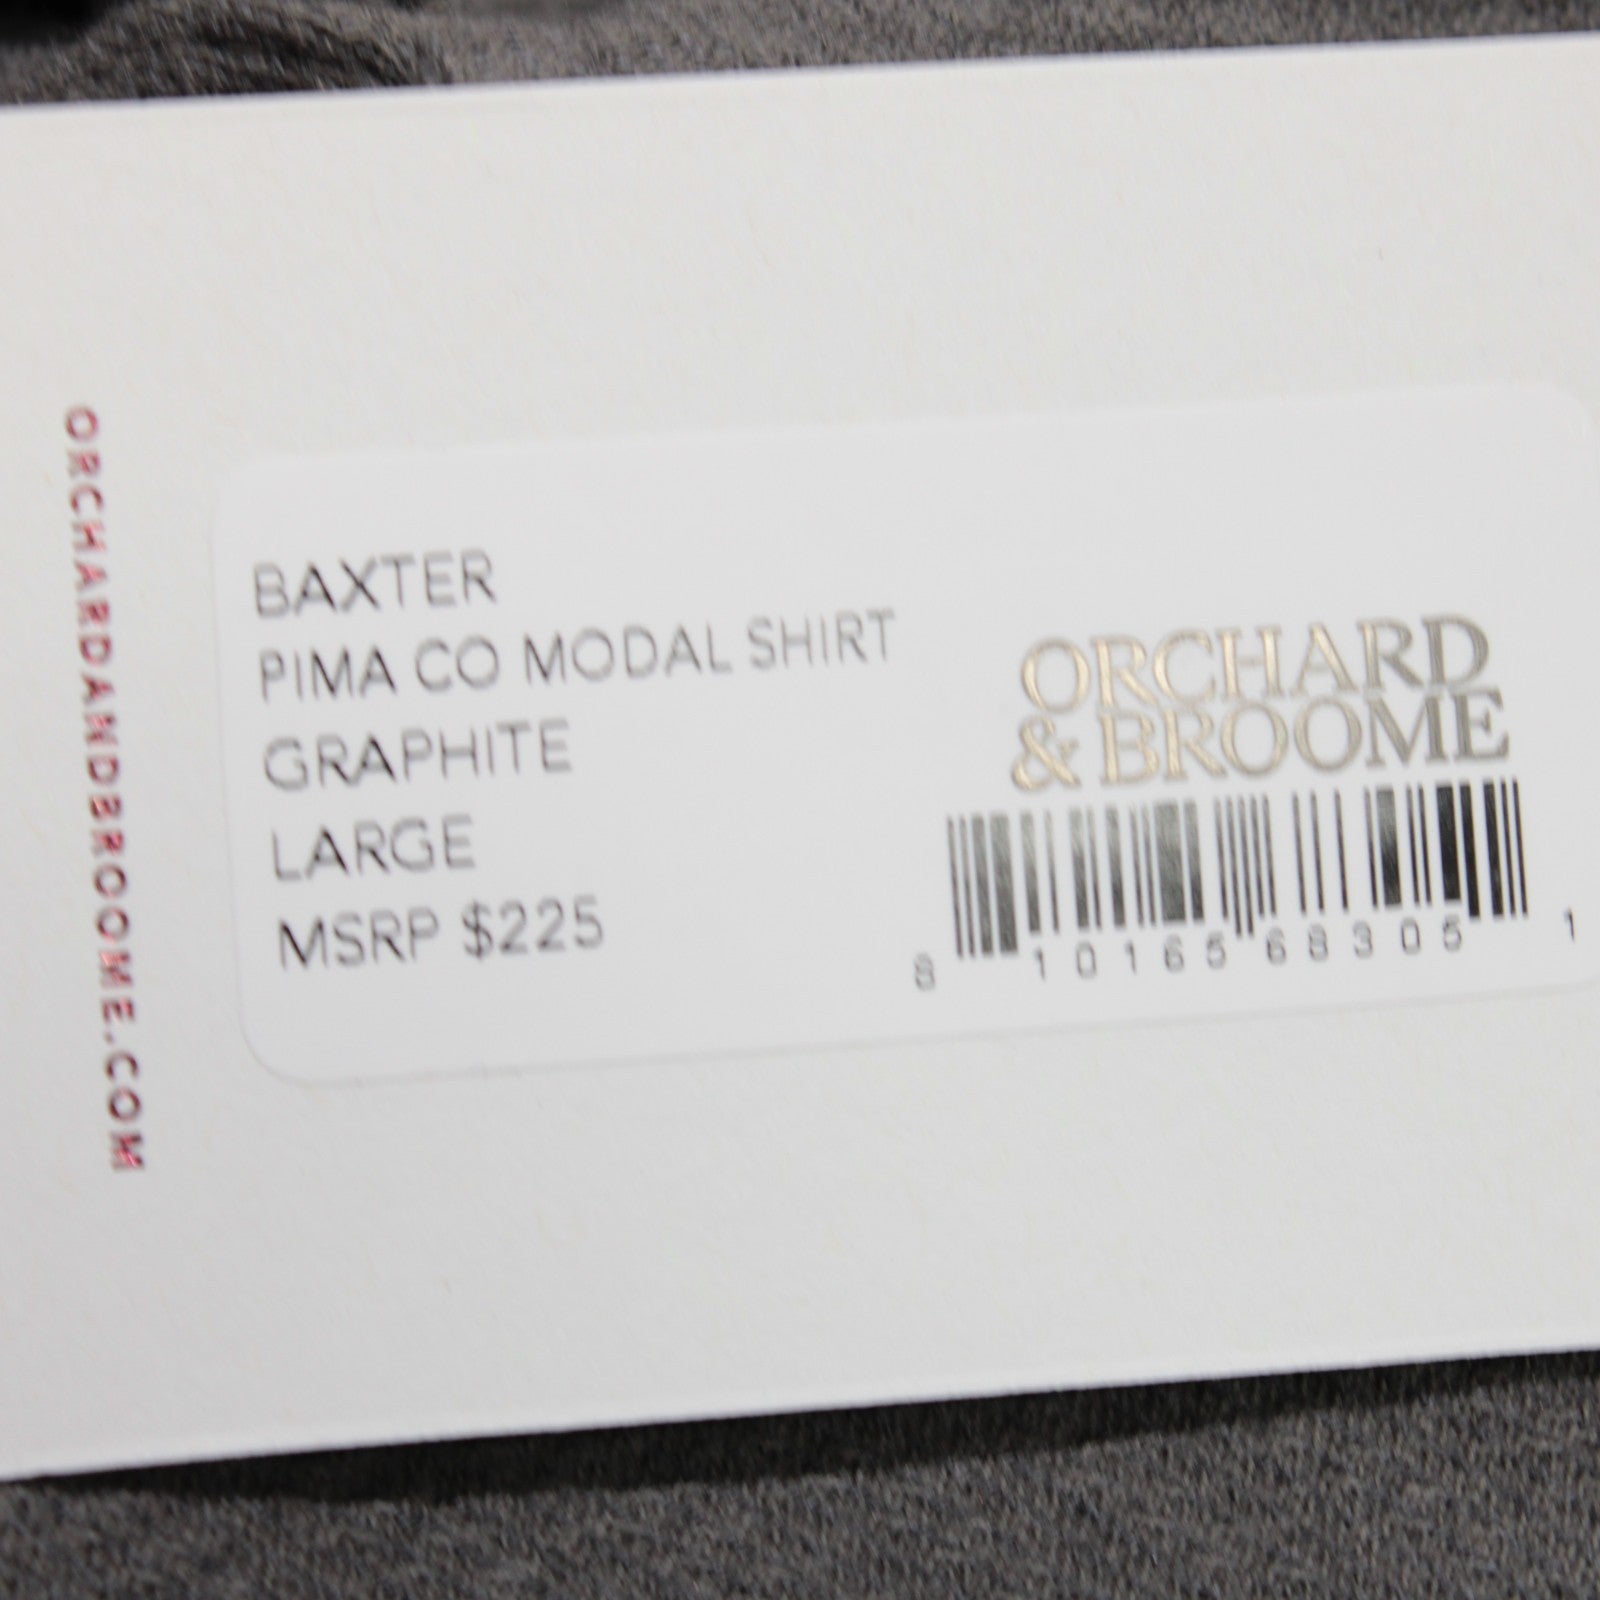 ORCHARDANDBROOME.COM
BAXTER
PIMA CO MODAL SHIRT
GRAPHITE
LARGE
MSRP $225
ORCHARD
& BROOME
8 10165 68305 1